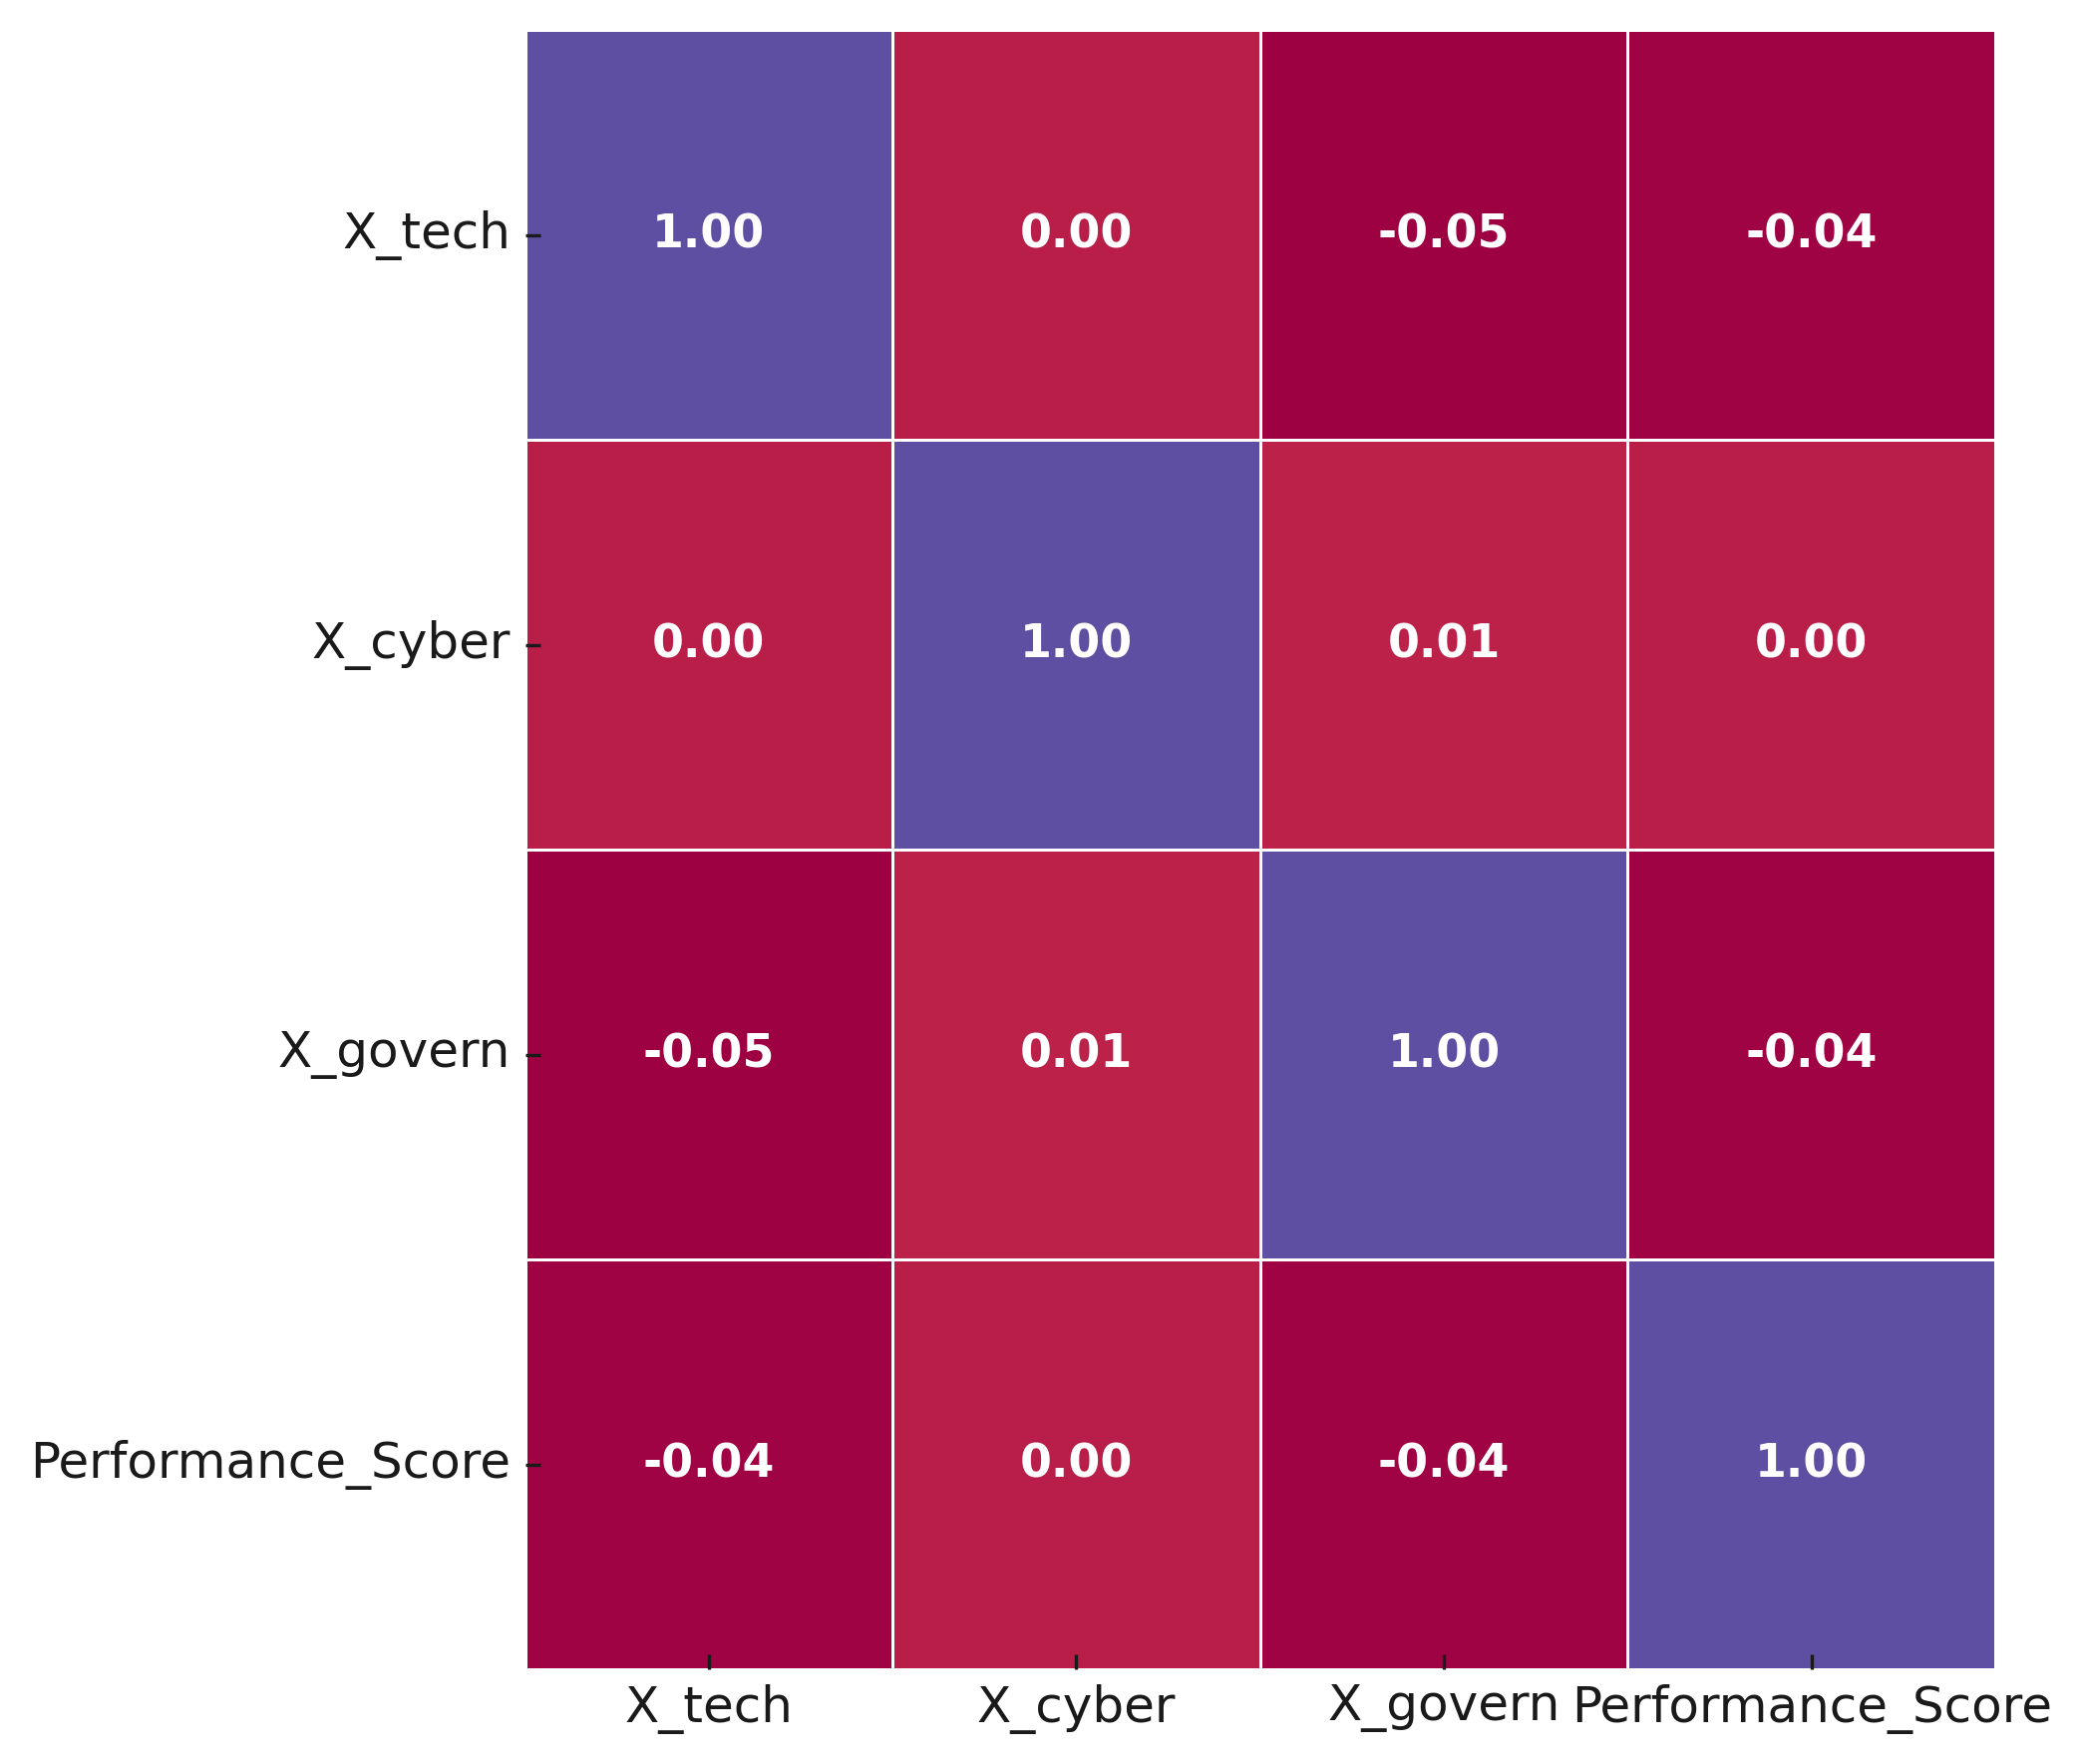 X_tech 1.00 0.00 -0.05 -0.04
X_cyber 0.00 1.00 0.01 0.00
X_govern -0.05 0.01 1.00 -0.04
Performance_Score -0.04 0.00 -0.04 1.00
X_tech X_cyber X_govern Performance_Score